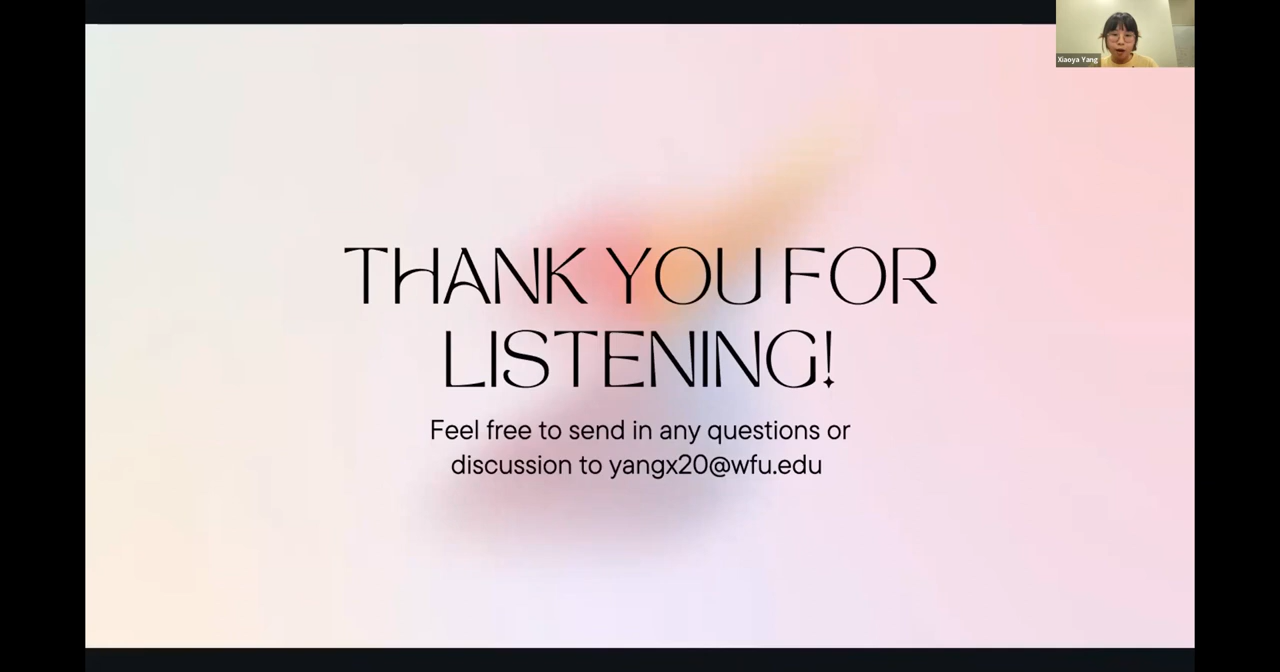 Xiaoya Yang
THANK YOU FOR
LISTENING!
Feel free to send in any questions or
discussion to yangx20@wfu.edu